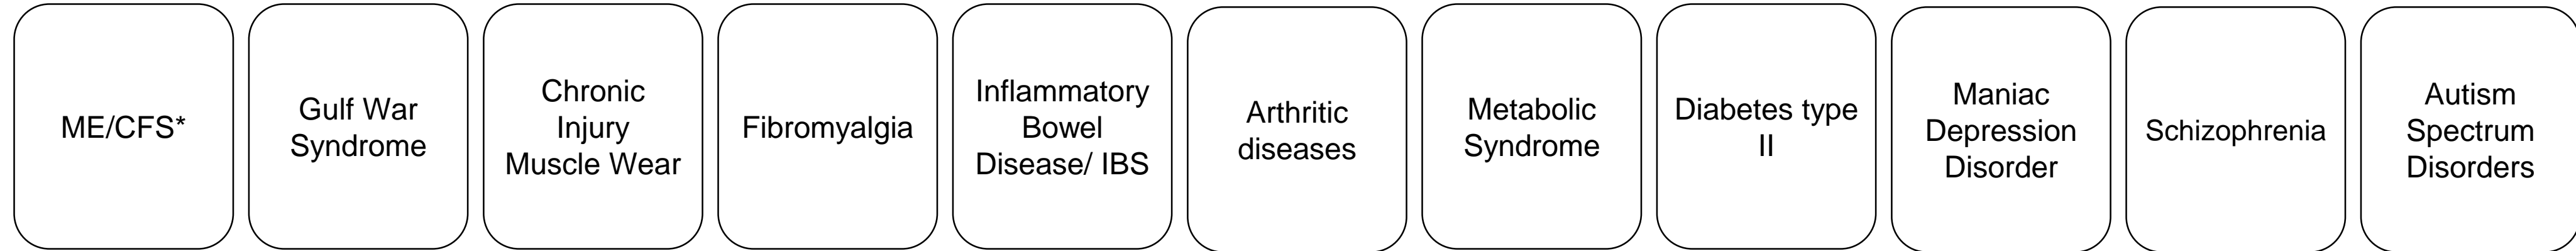 ME/CFS*
Gulf War
Syndrome
Chronic
Injury
Muscle Wear
Fibromyalgia
Inflammatory
Bowel
Disease/ IBS
Arthritic
diseases
Metabolic
Syndrome
Diabetes type
II
Maniac
Depression
Disorder
Schizophrenia
Autism
Spectrum
Disorders